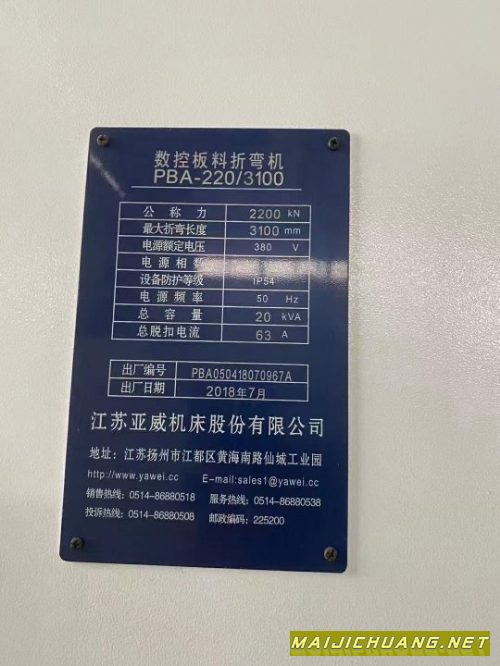 数控板料折弯机
PBA-220/3100
公称力 2200 kN
最大折弯长度 3100 mm
电源额定电压 380 V
电源相数
设备防护等级 IP54
电源频率 50 Hz
总容量 20 kVA
总脱扣电流 63 A
出厂编号 PBA050418070967A
出厂日期 2018年7月
江苏亚威机床股份有限公司
地址：江苏扬州市江都区黄海南路仙城工业园
http://www.yawei.cc E-mail:sales1@yawei.cc
销售热线：0514-86880518 服务热线：0514-86880538
投诉热线：0514-86880508 邮政编码：225200
MAIJICHUANG.NET